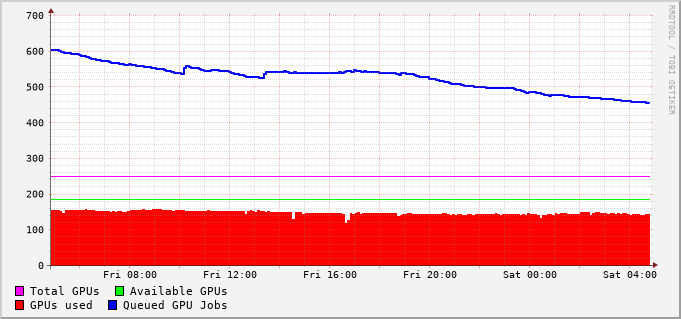 700
600
500
400
300
200
100
0
Fri 08:00 Fri 12:00 Fri 16:00 Fri 20:00 Sat 00:00 Sat 04:00
Total GPUs Available GPUs
GPUs used Queued GPU Jobs
RRDTOOL / TOBI OETIKER